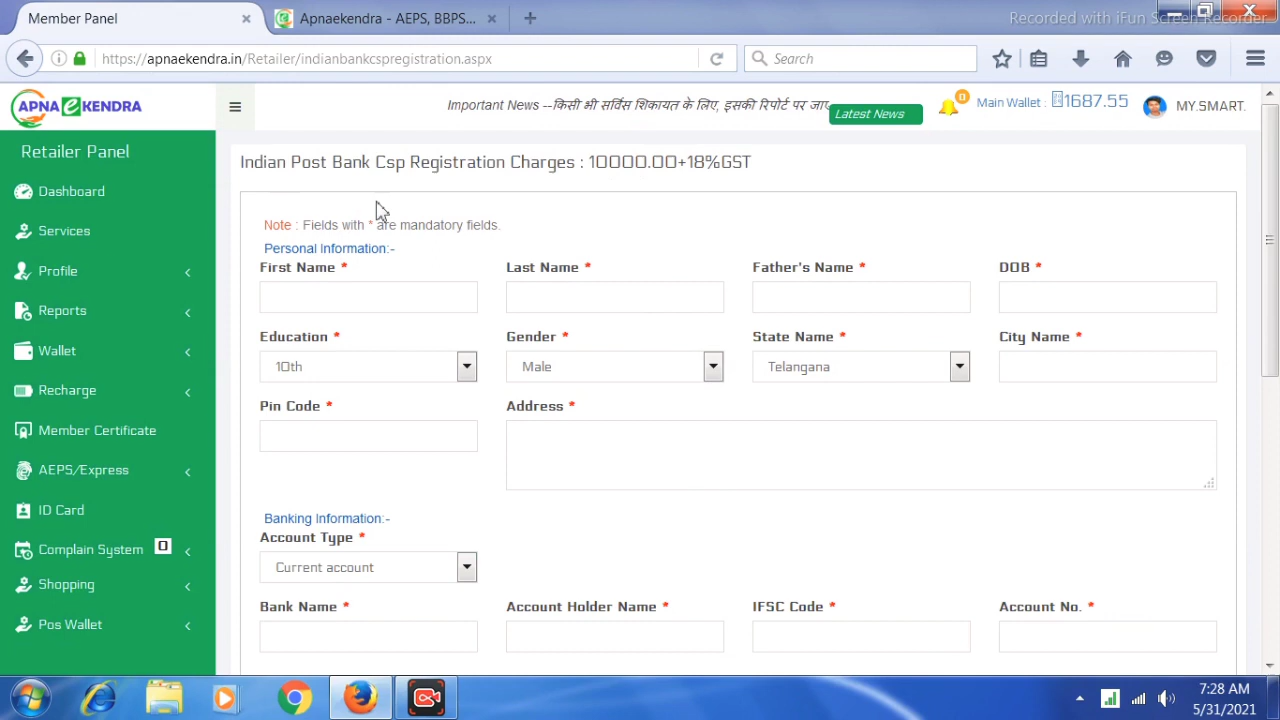 Member Panel
Apnaekendra - AEPS, BBPS...
Recorded with iFun Screen Recorder
https://apnaekendra.in/Retailer/indianbankcspregistration.aspx
Search
APNA E KENDRA
Important News --किसी भी सर्विस शिकायत के लिए, इसकी रिपोर्ट पर जाए
Latest News
0
Main Wallet : 1687.55
MY.SMART.
Retailer Panel
Dashboard
Services
Profile
Reports
Wallet
Recharge
Member Certificate
AEPS/Express
ID Card
Complain System 0
Shopping
Pos Wallet
Indian Post Bank Csp Registration Charges : 10000.00+18%GST
Note : Fields with * are mandatory fields.
Personal Information:-
First Name * Last Name * Father's Name * DOB *
Education * Gender * State Name * City Name *
10th Male Telangana
Pin Code * Address *
Banking Information:-
Account Type *
Current account
Bank Name * Account Holder Name * IFSC Code * Account No. *
7:28 AM
5/31/2021